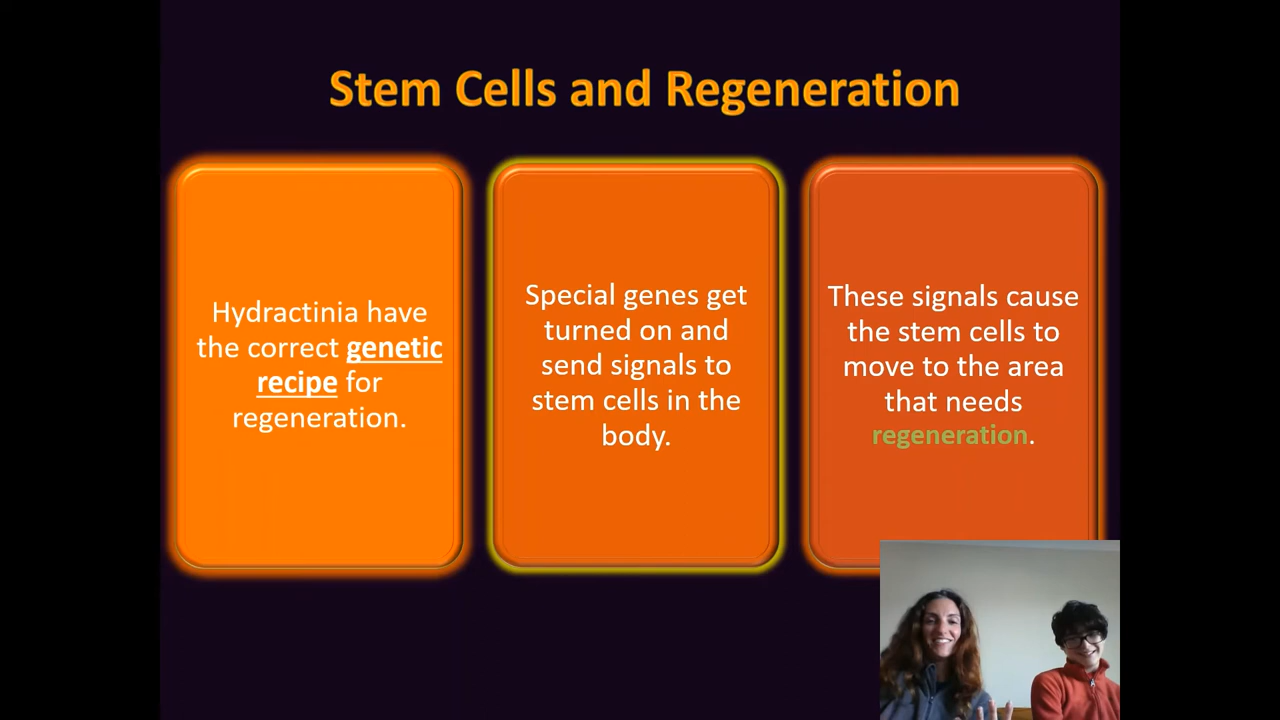 Stem Cells and Regeneration
Hydractinia have
the correct genetic
recipe for
regeneration.
Special genes get
turned on and
send signals to
stem cells in the
body.
These signals cause
the stem cells to
move to the area
that needs
regeneration.